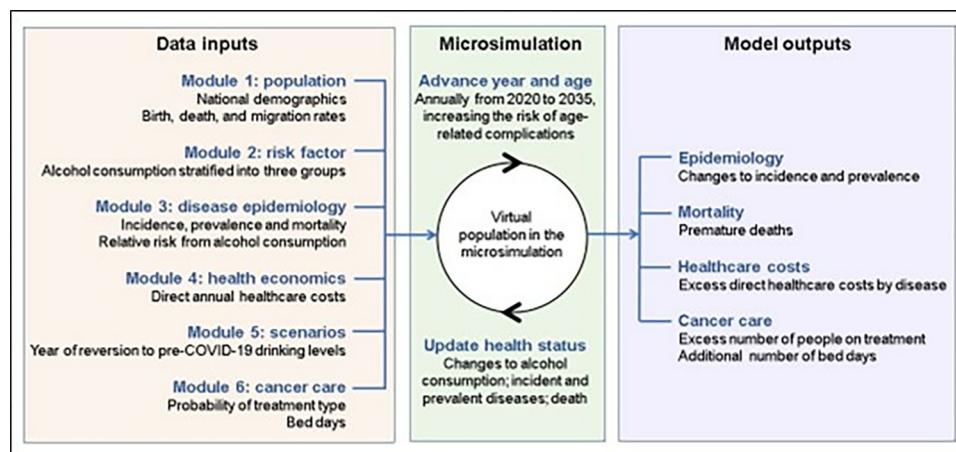 Data inputs
Module 1: population
National demographics
Birth, death, and migration rates
Module 2: risk factor
Alcohol consumption stratified into three groups
Module 3: disease epidemiology
Incidence, prevalence and mortality
Relative risk from alcohol consumption
Module 4: health economics
Direct annual healthcare costs
Module 5: scenarios
Year of reversion to pre-COVID-19 drinking levels
Module 6: cancer care
Probability of treatment type
Bed days
Microsimulation
Advance year and age
Annually from 2020 to 2035,
increasing the risk of age-
related complications
Virtual
population in the
microsimulation
Update health status
Changes to alcohol
consumption; incident and
prevalent diseases; death
Model outputs
Epidemiology
Changes to incidence and prevalence
Mortality
Premature deaths
Healthcare costs
Excess direct healthcare costs by disease
Cancer care
Excess number of people on treatment
Additional number of bed days